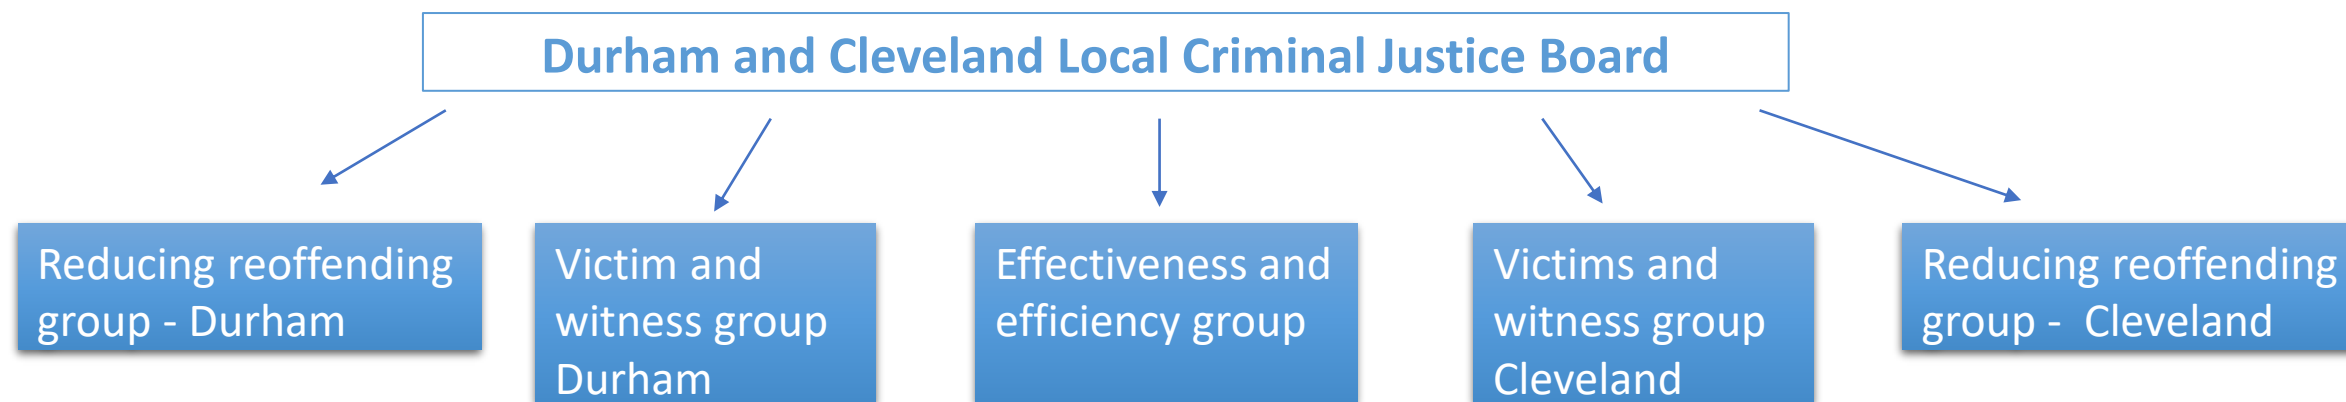 Durham and Cleveland Local Criminal Justice Board
Reducing reoffending
group - Durham
Victim and
witness group
Durham
Effectiveness and
efficiency group
Victims and
witness group
Cleveland
Reducing reoffending
group -  Cleveland